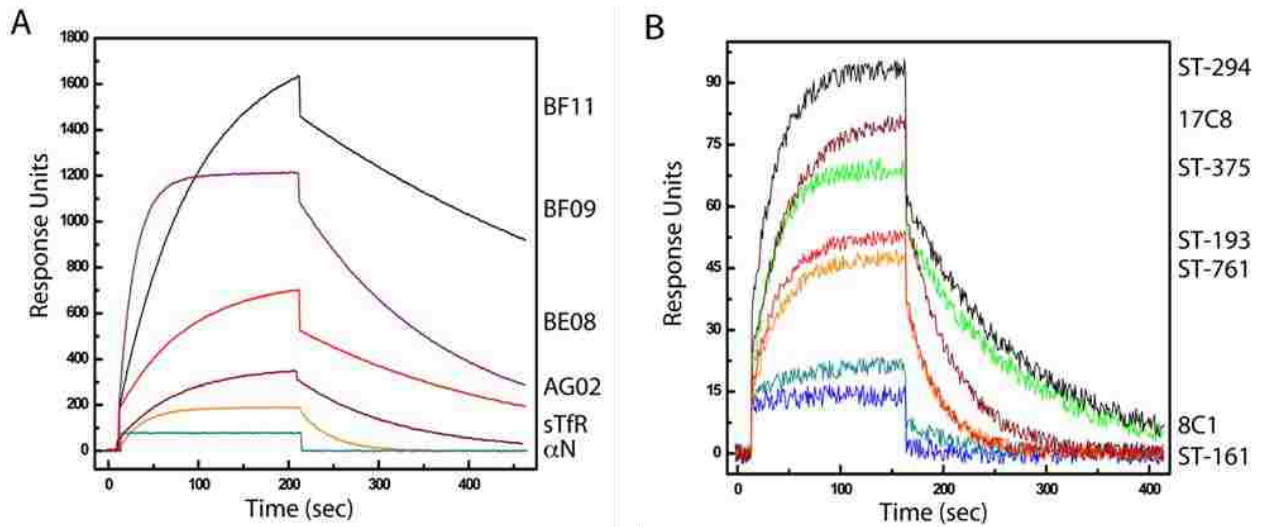 A
1800
1600
1400
1200
1000
800
600
400
200
0
Response Units
0 100 200 300 400
Time (sec)
BF11
BF09
BE08
AG02
sTfR
αN
B
90
75
60
45
30
15
0
Response Units
0 100 200 300 400
Time (sec)
ST-294
17C8
ST-375
ST-193
ST-761
8C1
ST-161